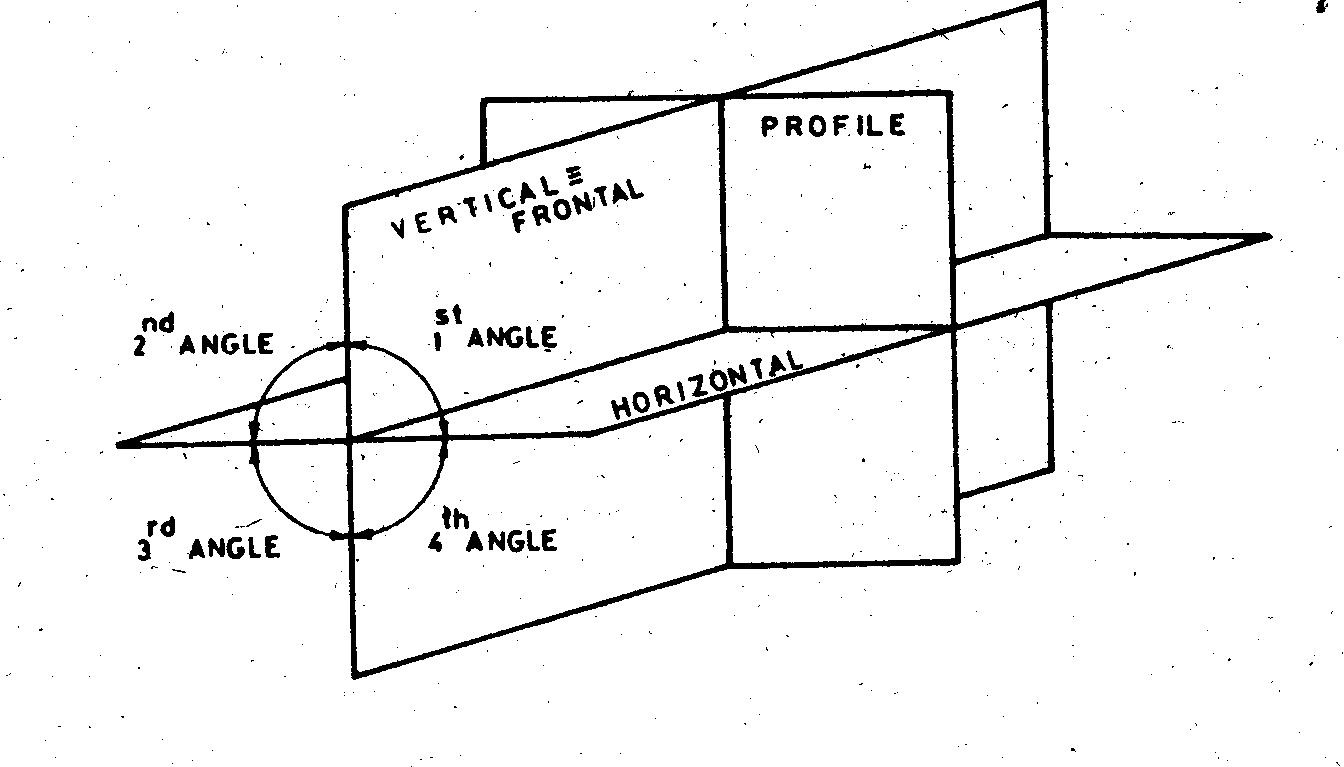 PROFILE
VERTICAL ≡
FRONTAL
2nd ANGLE
1st ANGLE
HORIZONTAL
3rd ANGLE
4th ANGLE